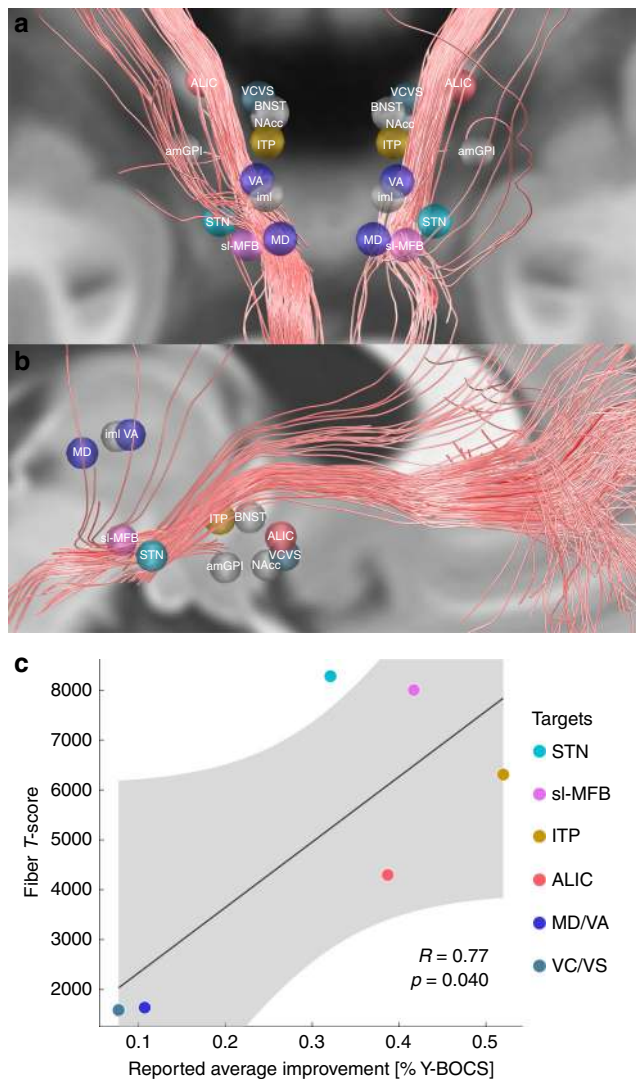 a
ALIC
ALIC
VCVS
VCVS
BNST
BNST
NAcc
NAcc
ITP
ITP
amGPI
amGPI
VA
VA
iml
iml
STN
STN
sl-MFB
MD
MD
sl-MFB
b
iml VA
MD
sl-MFB
STN
ITP
BNST
ALIC
VCVS
amGPI
NAcc
c
8000
7000
6000
5000
4000
3000
2000
Fiber T-score
R = 0.77
p = 0.040
0.1 0.2 0.3 0.4 0.5
Reported average improvement [% Y-BOCS]
Targets
STN
sl-MFB
ITP
ALIC
MD/VA
VC/VS